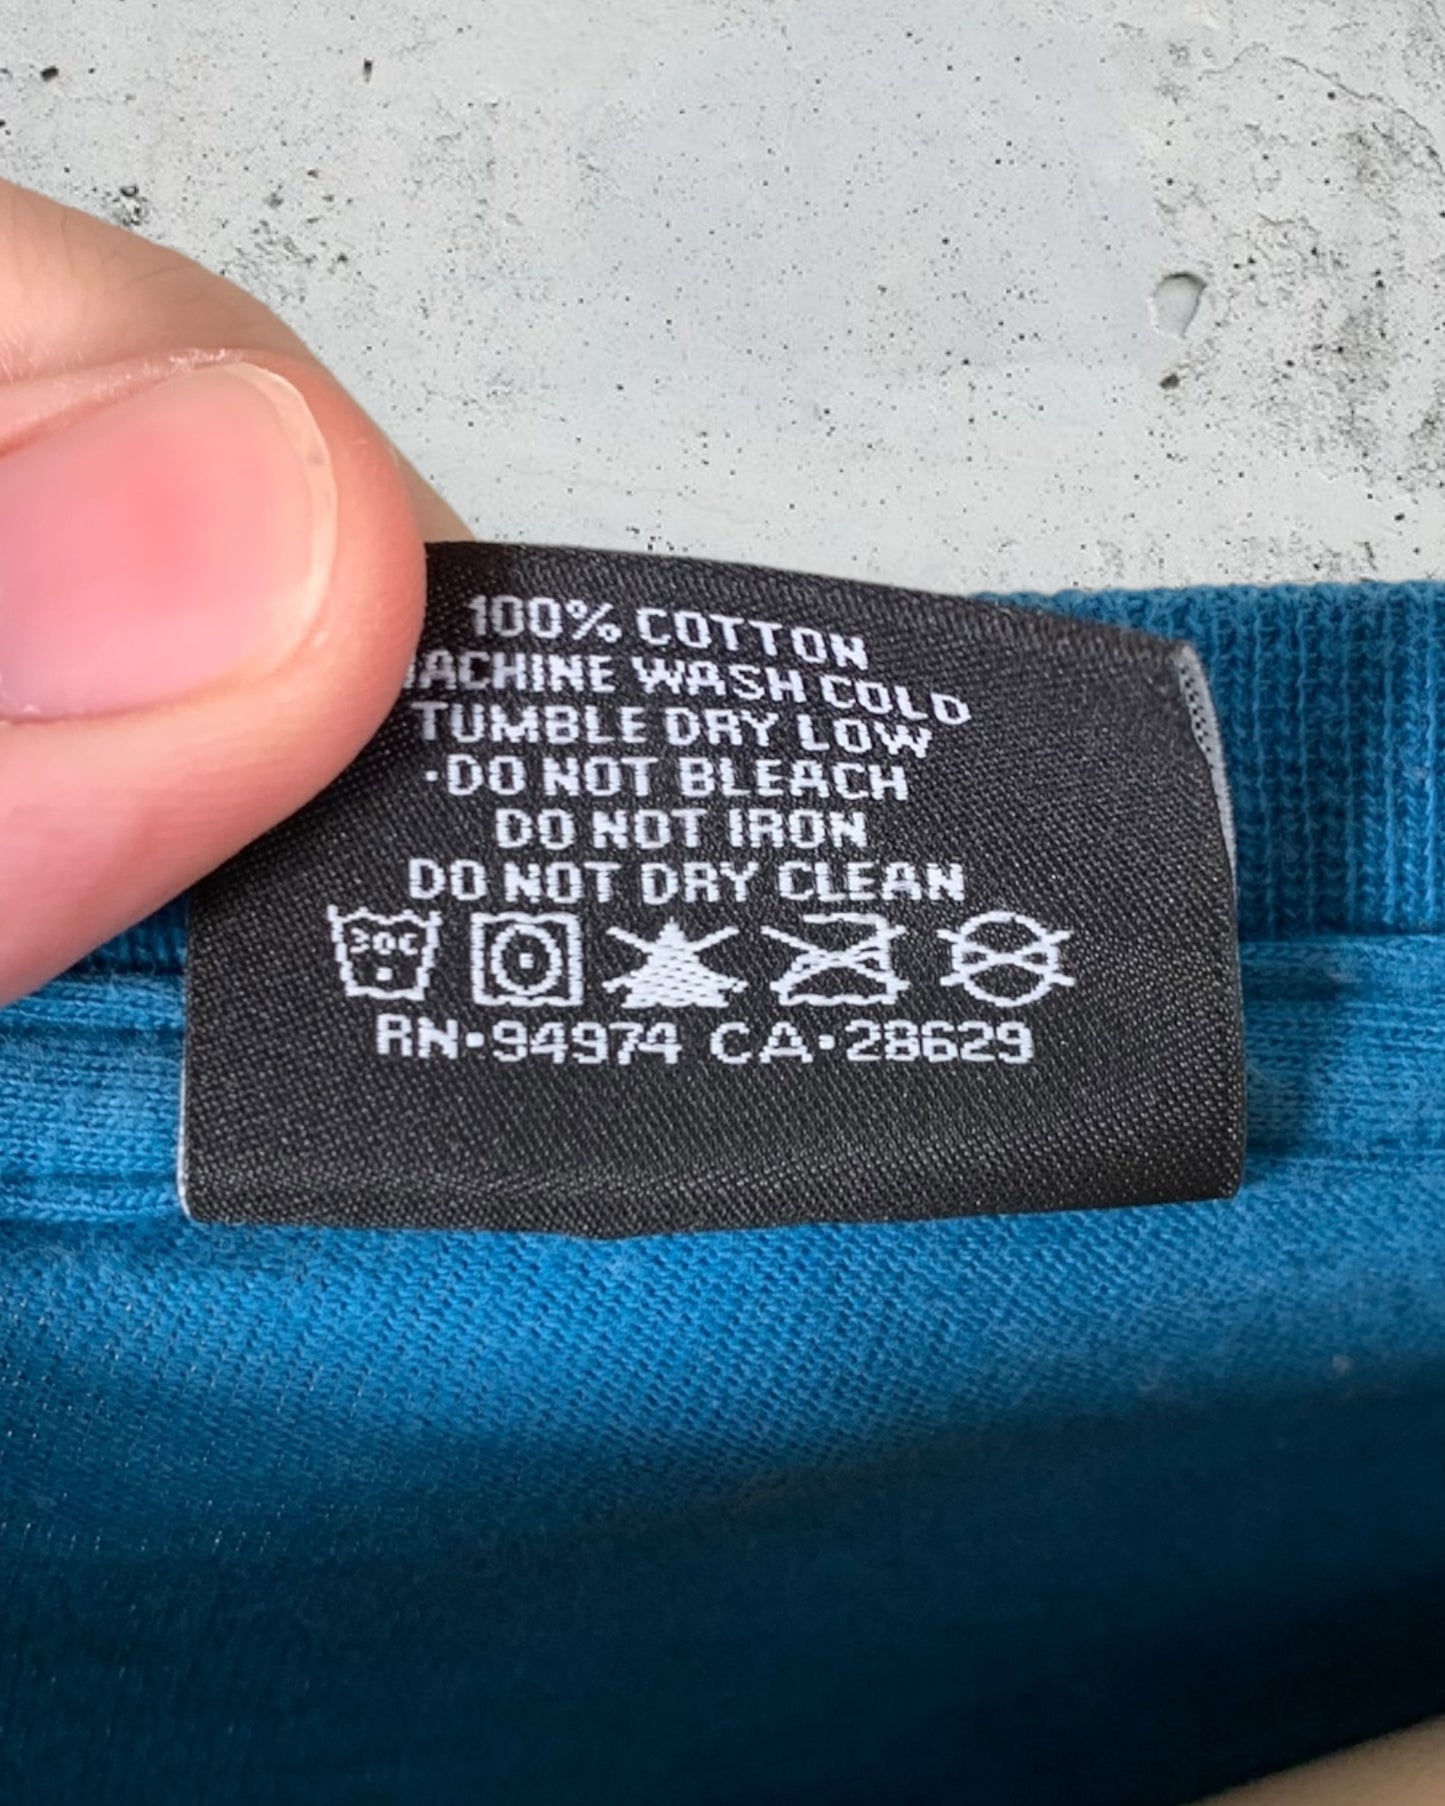 100% COTTON
MACHINE WASH COLD
TUMBLE DRY LOW
·DO NOT BLEACH
DO NOT IRON
DO NOT DRY CLEAN
30C
RN·94974 CA·28629